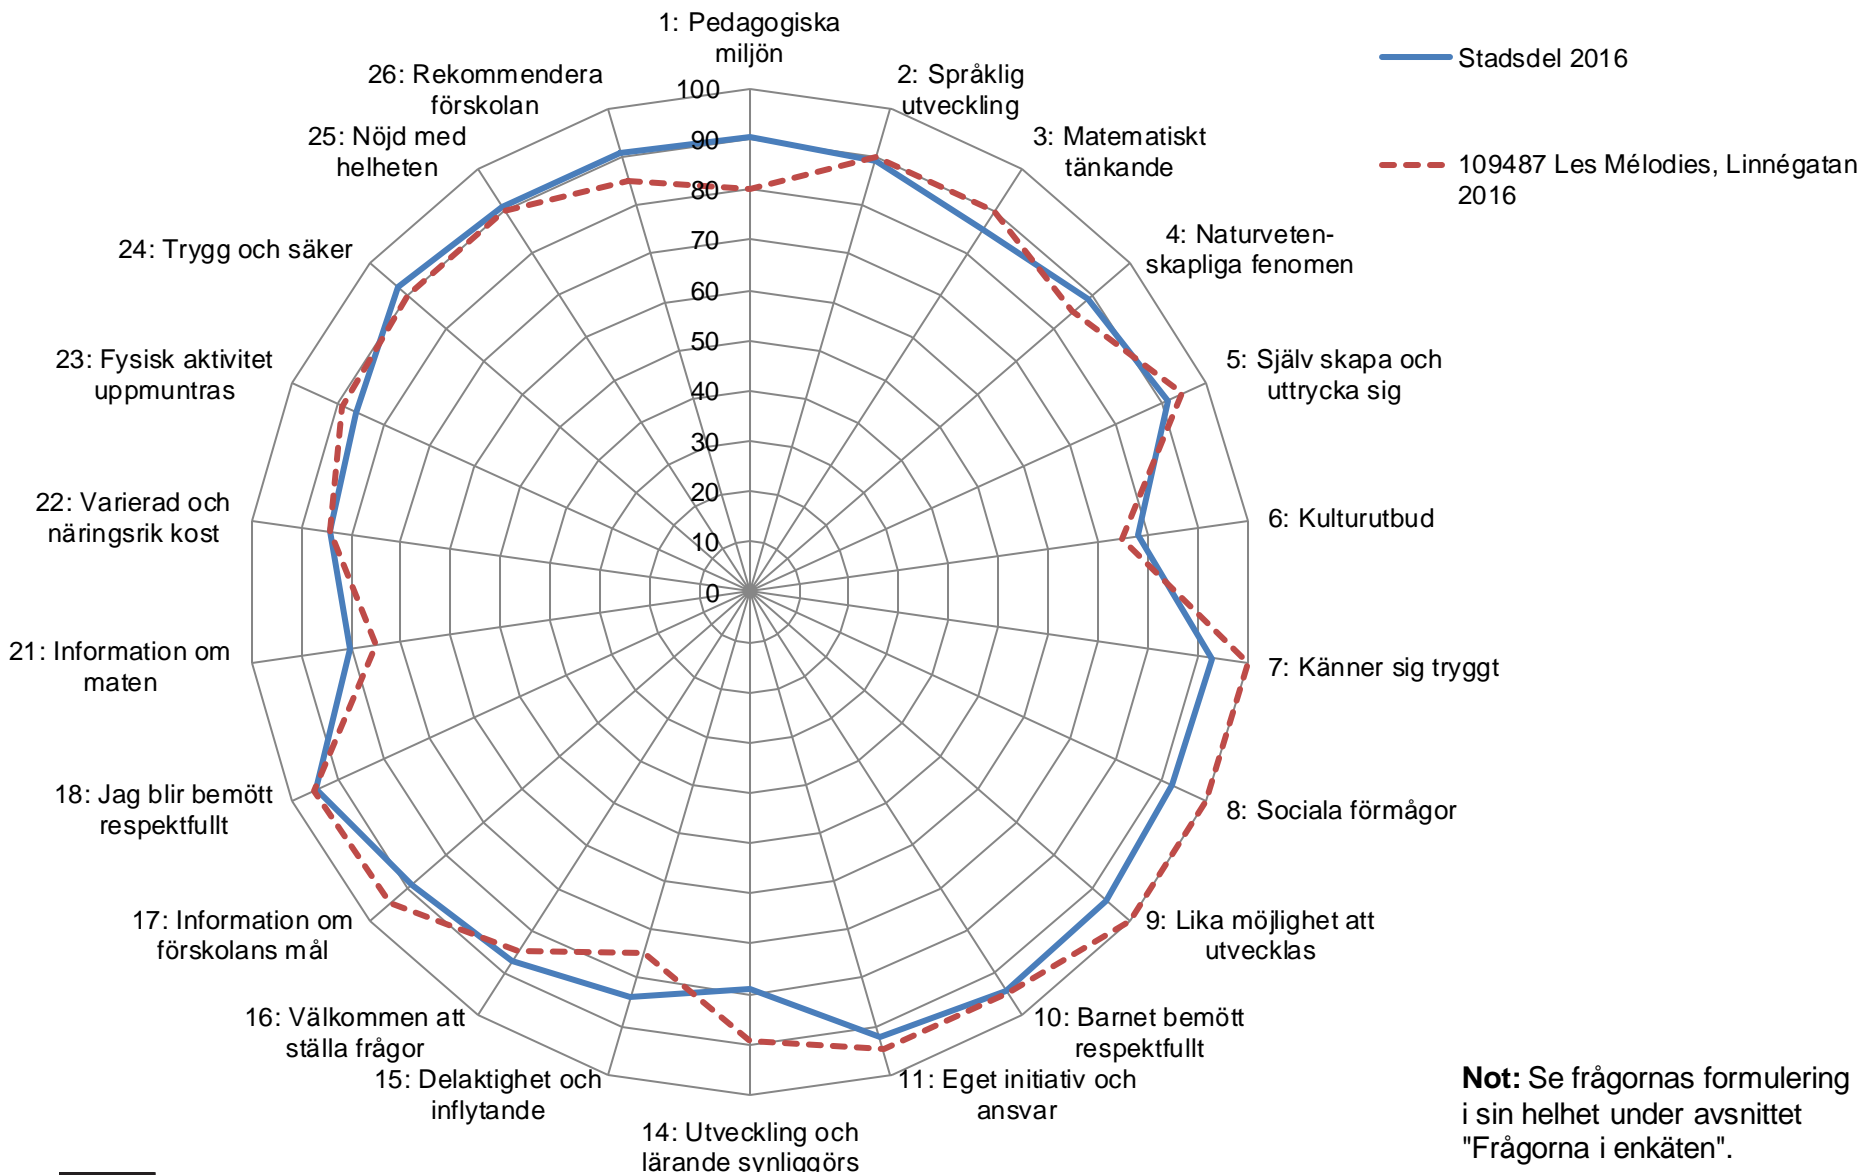 1: Pedagogiska
miljön
2: Språklig
utveckling
3: Matematiskt
tänkande
4: Naturveten-
skapliga fenomen
5: Själv skapa och
uttrycka sig
6: Kulturutbud
7: Känner sig tryggt
8: Sociala förmågor
9: Lika möjlighet att
utvecklas
10: Barnet bemött
respektfullt
11: Eget initiativ och
ansvar
14: Utveckling och
lärande synliggörs
15: Delaktighet och
inflytande
16: Välkommen att
ställa frågor
17: Information om
förskolans mål
18: Jag blir bemött
respektfullt
21: Information om
maten
22: Varierad och
näringsrik kost
23: Fysisk aktivitet
uppmuntras
24: Trygg och säker
25: Nöjd med
helheten
26: Rekommendera
förskolan
100
90
80
70
60
50
40
30
20
10
0
Stadsdel 2016
109487 Les Mélodies, Linnégatan
2016
Not: Se frågornas formulering
i sin helhet under avsnittet
"Frågorna i enkäten".